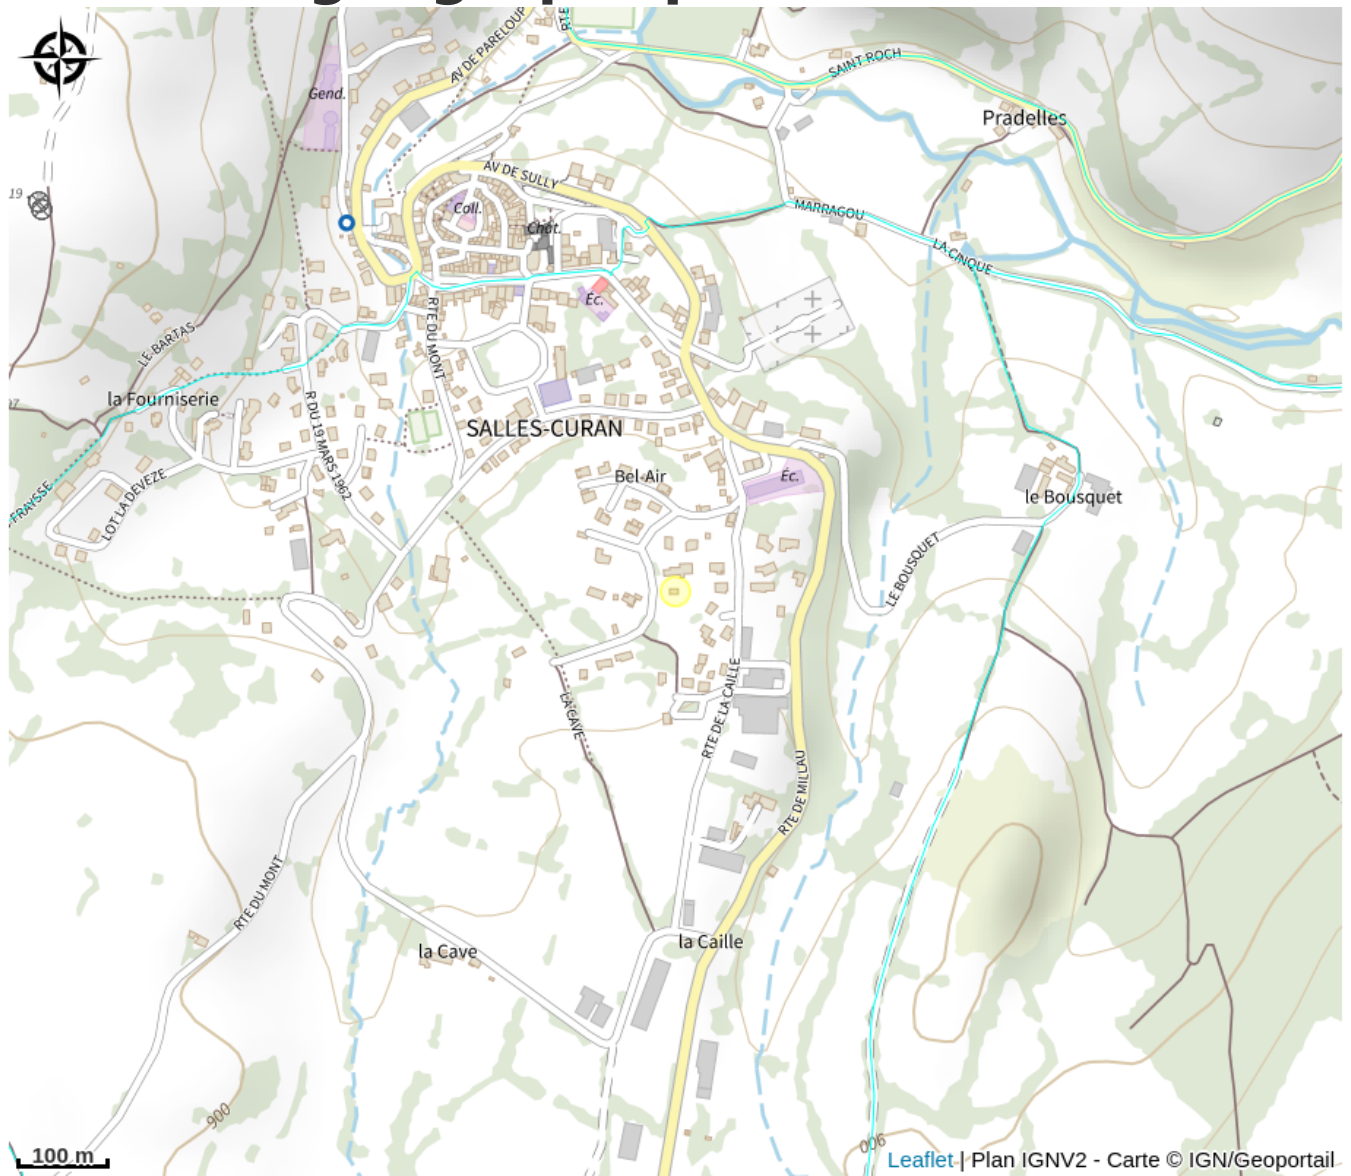 AV DE PARELOUP
RTE
SAINT ROCH
Gend.
Pradelles
AV DE SULLY
19
Coll.
MARRAGOU
Chât.
LA CINQUE
Éc.
RTE DU MONT
LE BARTAS
la Fourniserie
R DU 19 MARS 1962
SALLES-CURAN
Bel-Air
Éc.
le Bousquet
FRAYSSE
LOT LA DEVEZE
LE BOUSQUET
LA CAVE
RTE DE LA CAILLE
RTE DE MILLAU
RTE DU MONT
la Cave
la Caille
900
900
100 m
Leaflet | Plan IGNV2 - Carte © IGN/Geoportail